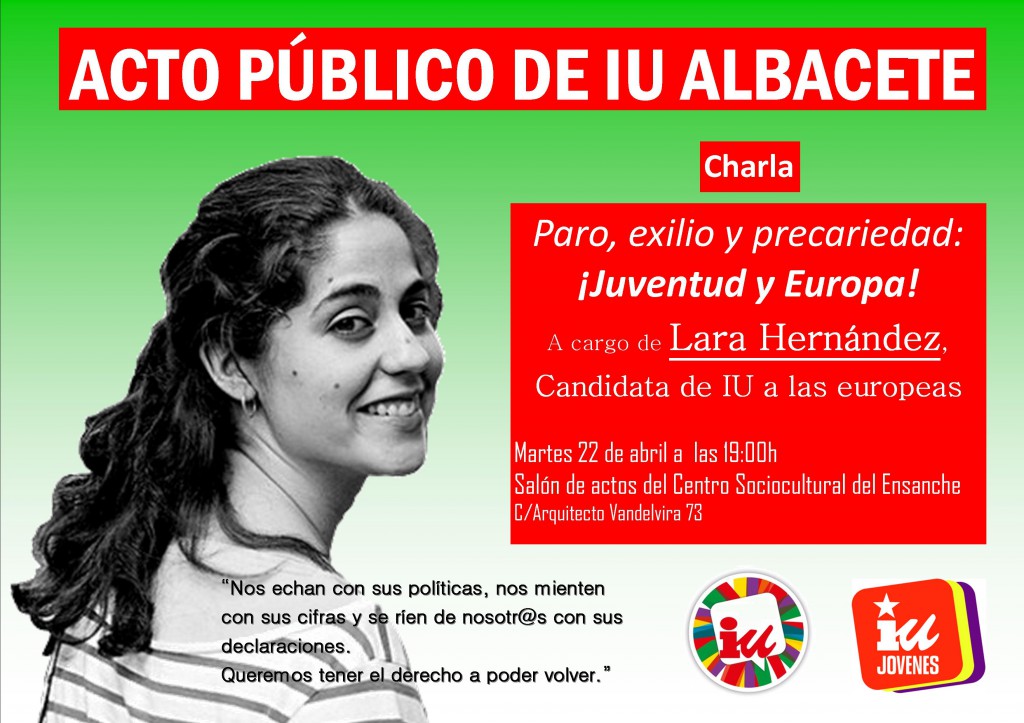 ACTO PÚBLICO DE IU ALBACETE
Charla
Paro, exilio y precariedad:
¡Juventud y Europa!
A cargo de Lara Hernández,
Candidata de IU a las europeas
Martes 22 de abril a las 19:00h
Salón de actos del Centro Sociocultural del Ensanche
C/Arquitecto Vandelvira 73
“Nos echan con sus políticas, nos mienten
con sus cifras y se ríen de nosotr@s con sus
declaraciones.
Queremos tener el derecho a poder volver.”
iu
iu
JOVENES